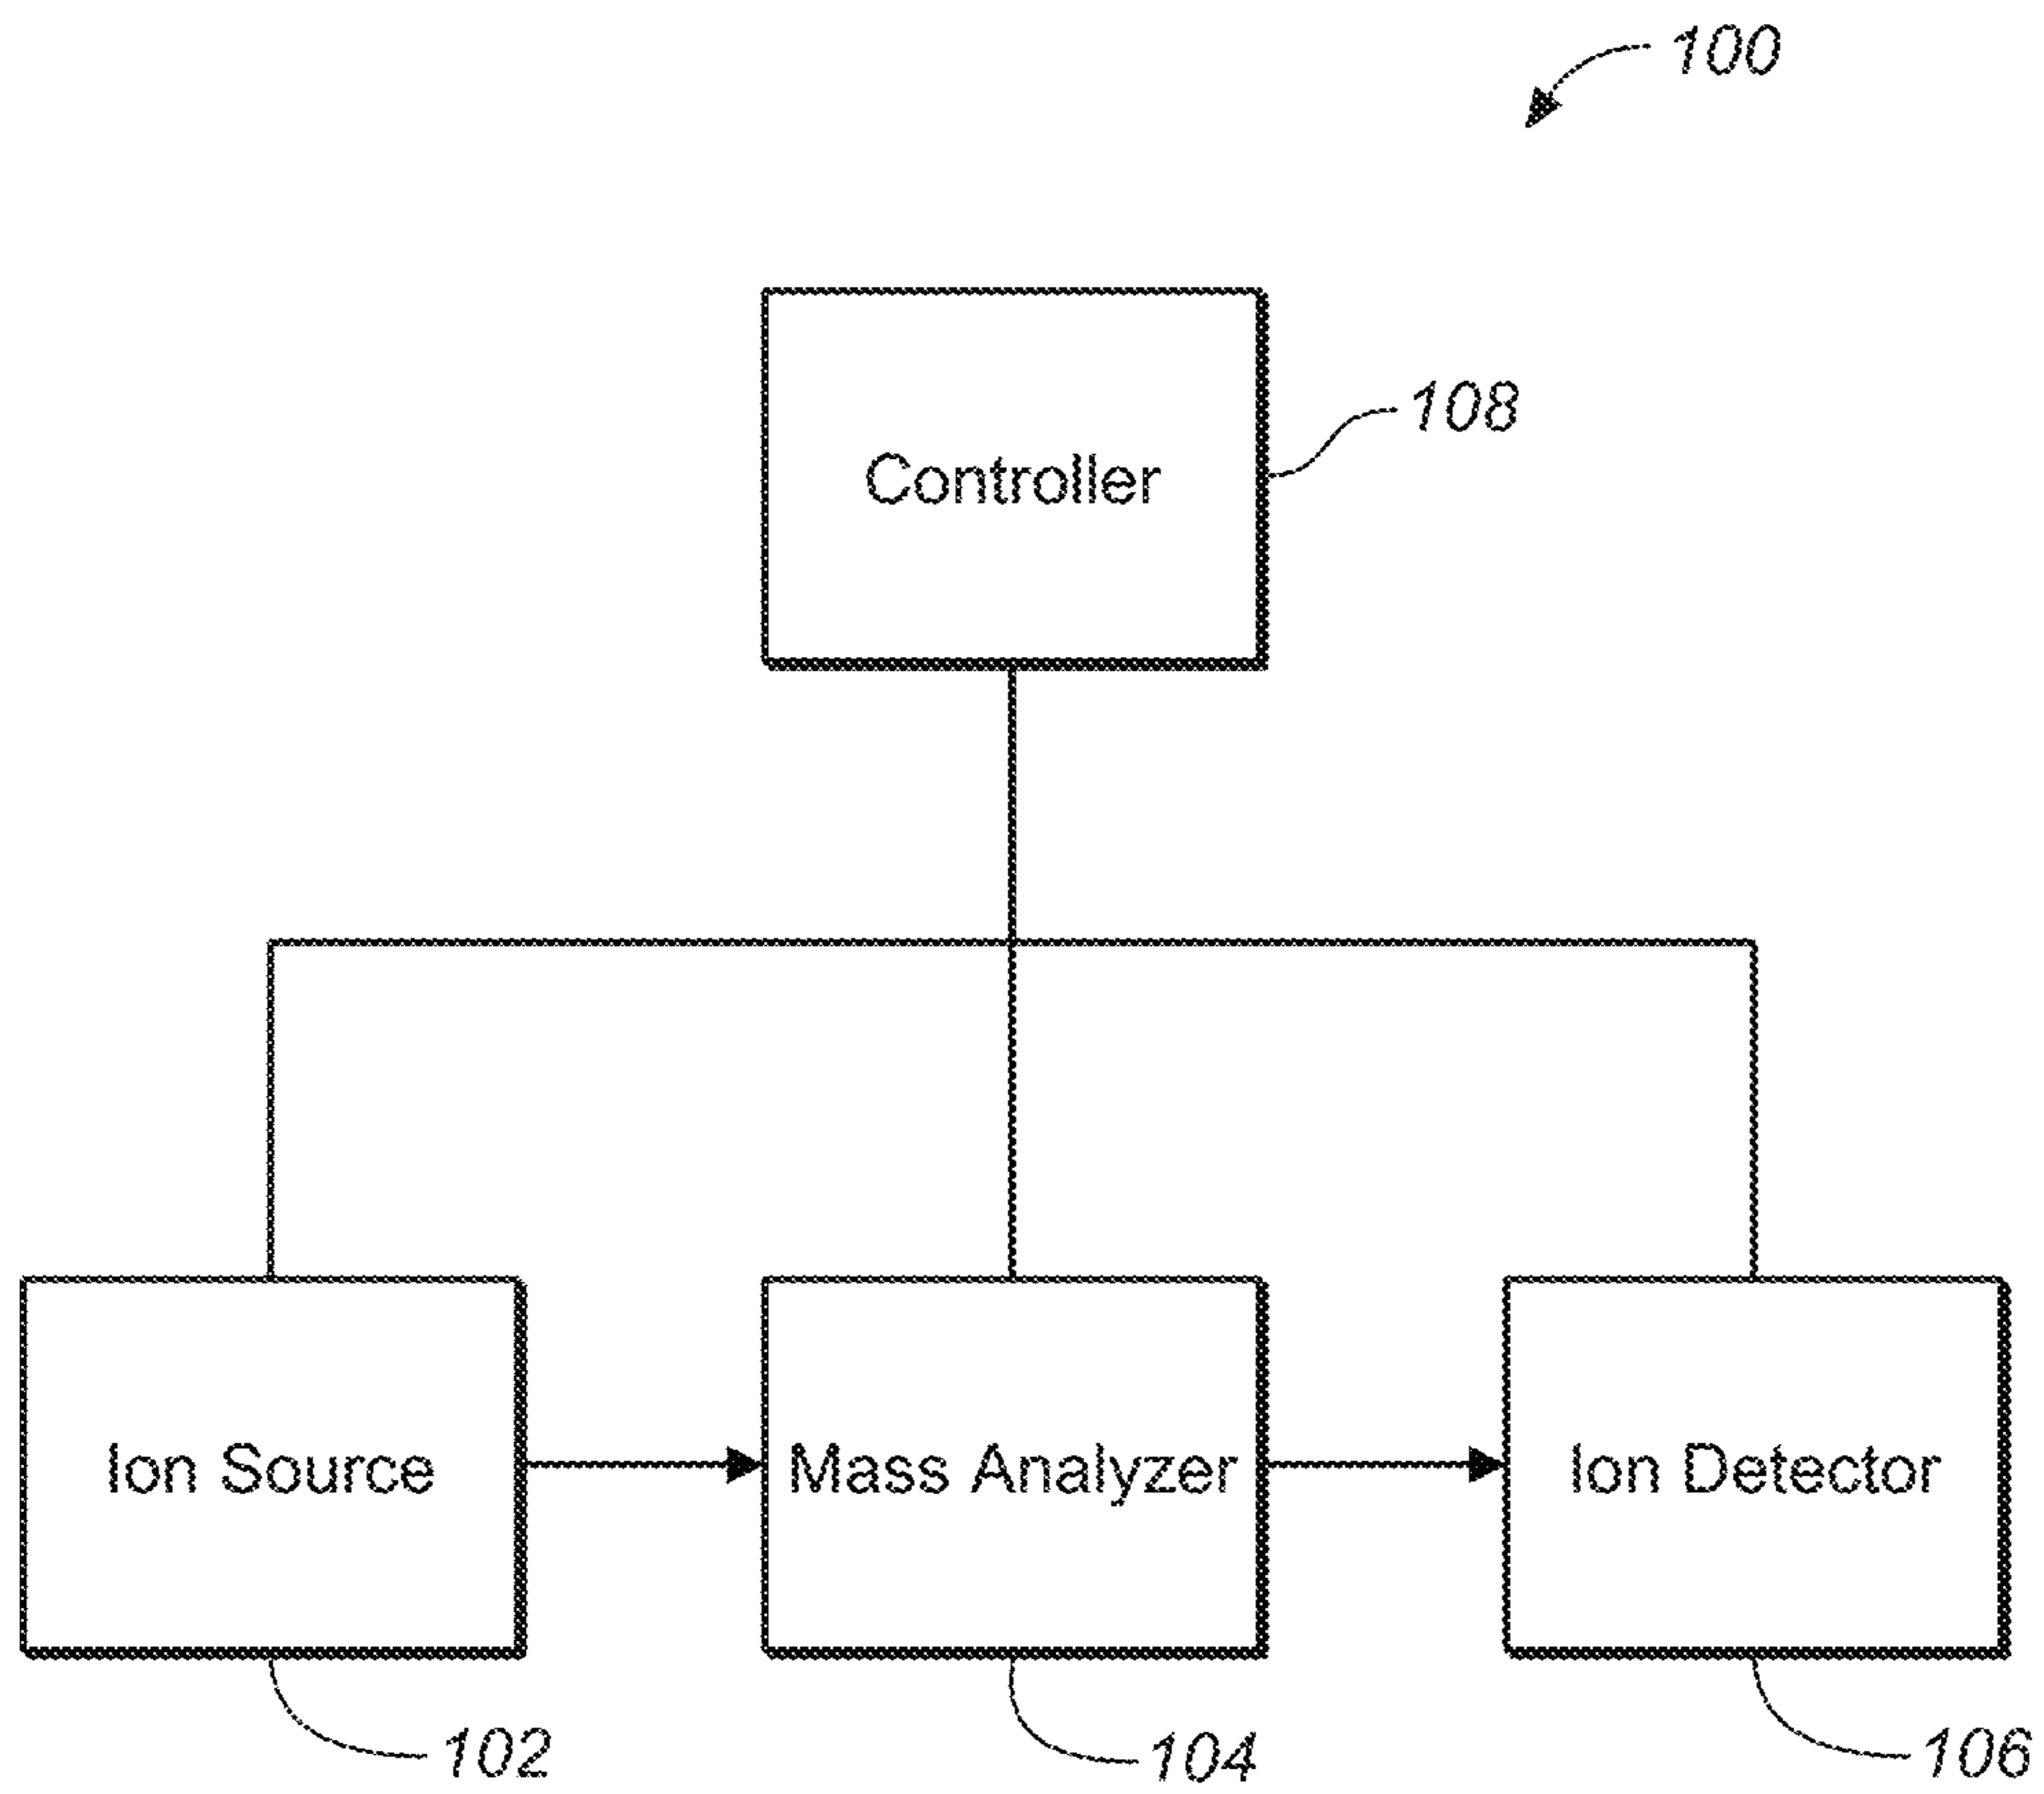 100
Controller
108
Ion Source
Mass Analyzer
Ion Detector
102
104
106